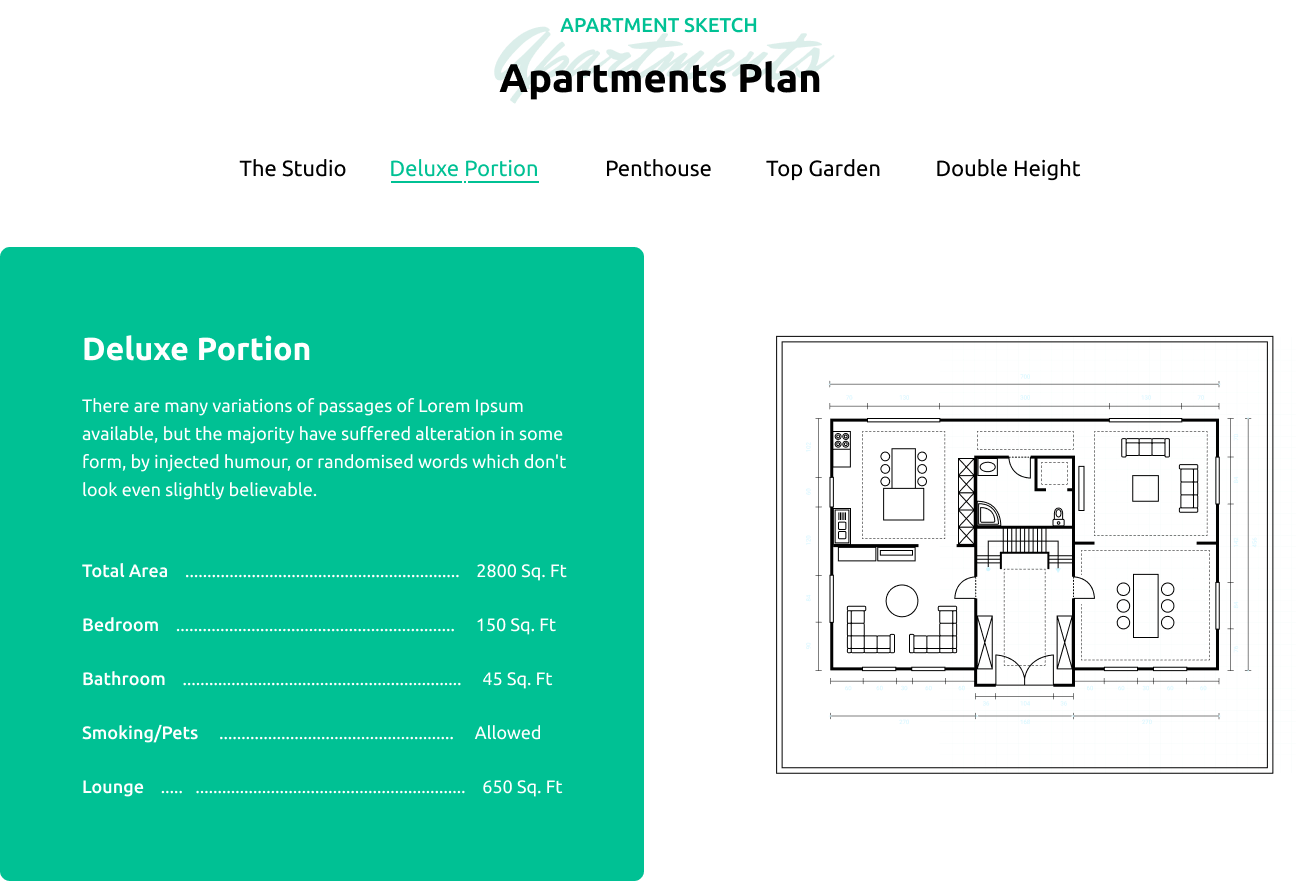 APARTMENT SKETCH
Apartments
Apartments Plan
The Studio Deluxe Portion Penthouse Top Garden Double Height
Deluxe Portion
There are many variations of passages of Lorem Ipsum
available, but the majority have suffered alteration in some
form, by injected humour, or randomised words which don't
look even slightly believable.
Total Area .............................................................. 2800 Sq. Ft
Bedroom ............................................................... 150 Sq. Ft
Bathroom ............................................................... 45 Sq. Ft
Smoking/Pets ..................................................... Allowed
Lounge ..... ............................................................. 650 Sq. Ft